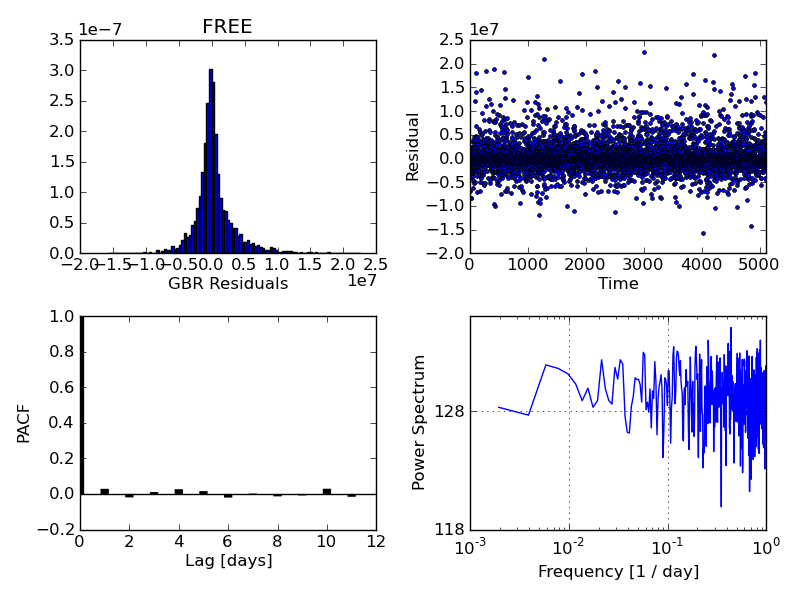 1e−7
FREE
3.5
3.0
2.5
2.0
1.5
1.0
0.5
0.0
−2.0 −1.5 −1.0 −0.5 0.0 0.5 1.0 1.5 2.0 2.5
GBR Residuals
1e7
1e7
2.5
2.0
1.5
1.0
0.5
0.0
−0.5
−1.0
−1.5
−2.0
Residual
0 1000 2000 3000 4000 5000
Time
1.0
0.8
0.6
0.4
0.2
0.0
−0.2
PACF
0 2 4 6 8 10 12
Lag [days]
128
118
Power Spectrum
10^-3 10^-2 10^-1 10^0
Frequency [1 / day]